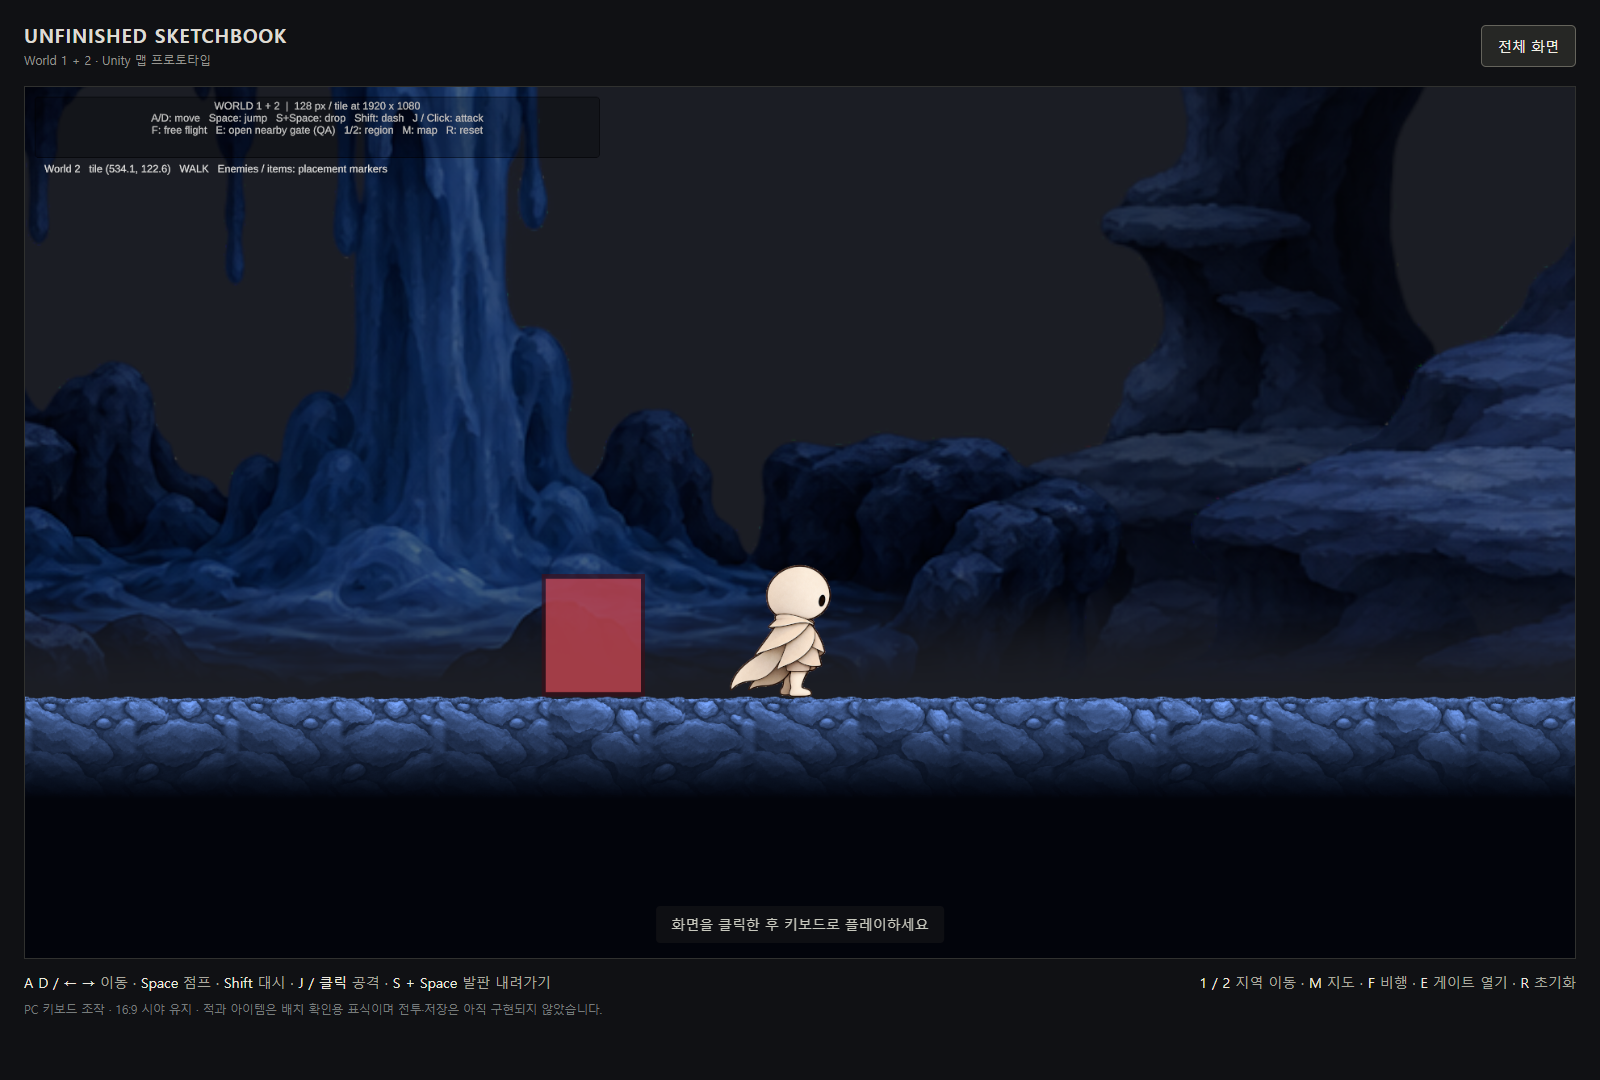 UNFINISHED SKETCHBOOK
World 1 + 2 · Unity 맵 프로토타입
전체 화면
WORLD 1 + 2 | 128 px / tile at 1920 x 1080
A/D: move Space: jump S+Space: drop Shift: dash J / Click: attack
F: free flight E: open nearby gate (QA) 1/2: region M: map R: reset
World 2 tile (534.1, 122.6) WALK Enemies / items: placement markers
화면을 클릭한 후 키보드로 플레이하세요
A D / ← → 이동 · Space 점프 · Shift 대시 · J / 클릭 공격 · S + Space 발판 내려가기
1 / 2 지역 이동 · M 지도 · F 비행 · E 게이트 열기 · R 초기화
PC 키보드 조작 · 16:9 시야 유지 · 적과 아이템은 배치 확인용 표식이며 전투·저장은 아직 구현되지 않았습니다.